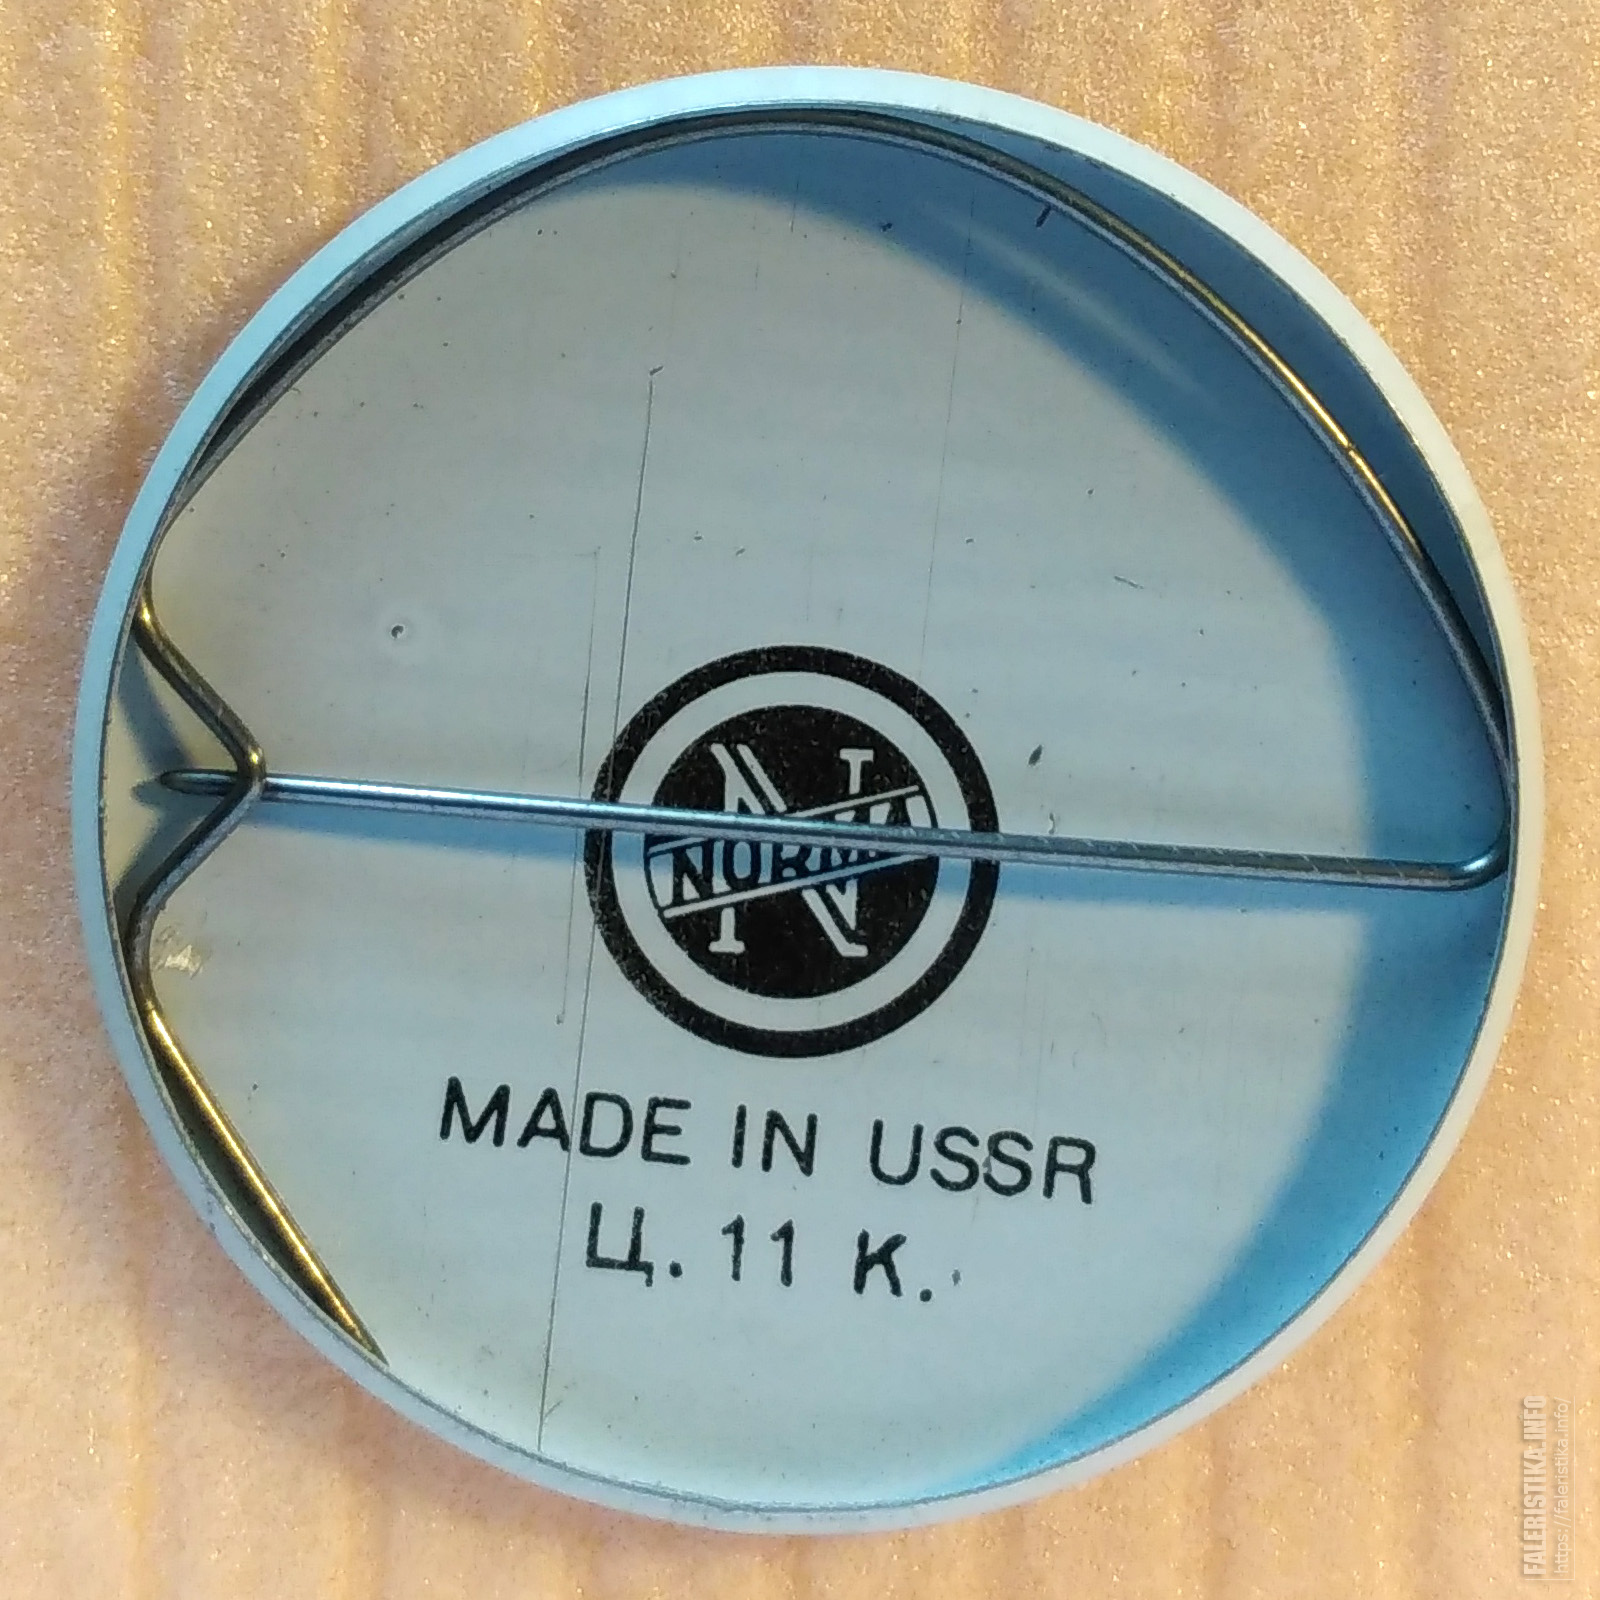 N
NORMA
MADE IN USSR
Ц. 11 К.
FALERISTIKA.INFO
https://faleristika.info/